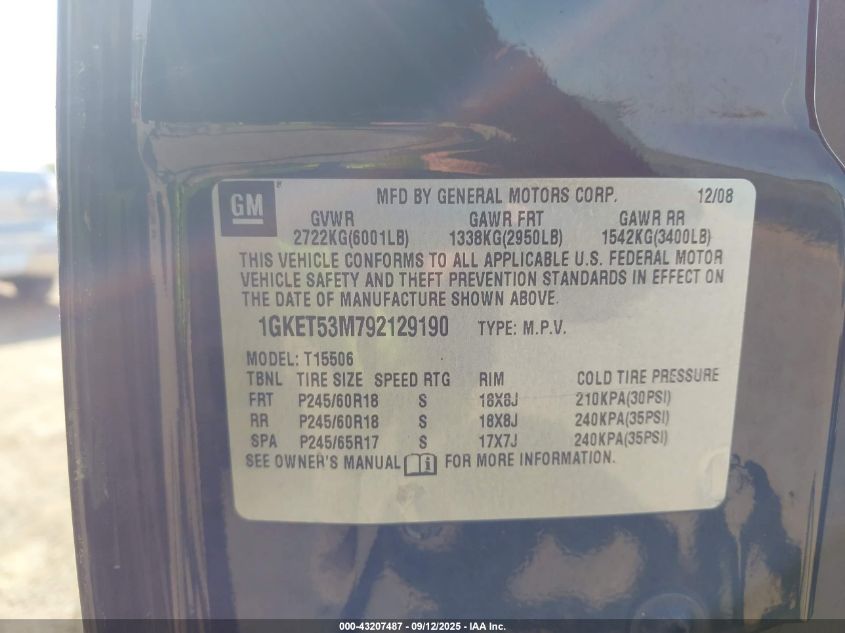 GM ® MFD BY GENERAL MOTORS CORP. 12/08
GVWR GAWR FRT GAWR RR
2722KG(6001LB) 1338KG(2950LB) 1542KG(3400LB)
THIS VEHICLE CONFORMS TO ALL APPLICABLE U.S. FEDERAL MOTOR
VEHICLE SAFETY AND THEFT PREVENTION STANDARDS IN EFFECT ON
THE DATE OF MANUFACTURE SHOWN ABOVE.
1GKET53M792129190 TYPE: M.P.V.
MODEL: T15506
TBNL TIRE SIZE SPEED RTG RIM COLD TIRE PRESSURE
FRT P245/60R18 S 18X8J 210KPA(30PSI)
RR P245/60R18 S 18X8J 240KPA(35PSI)
SPA P245/65R17 S 17X7J 240KPA(35PSI)
SEE OWNER'S MANUAL i FOR MORE INFORMATION.
000-43207487 - 09/12/2025 - IAA Inc.